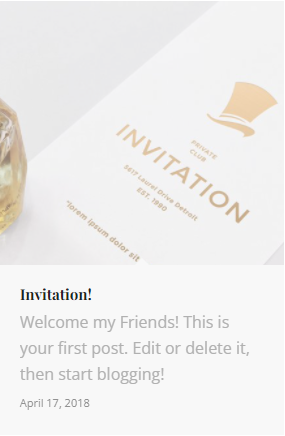 PRIVATE
CLUB
INVITATION
5617 Laurel Drive Detroit
EST. 1990
"lorem ipsum dolor sit
Invitation!
Welcome my Friends! This is
your first post. Edit or delete it,
then start blogging!
April 17, 2018